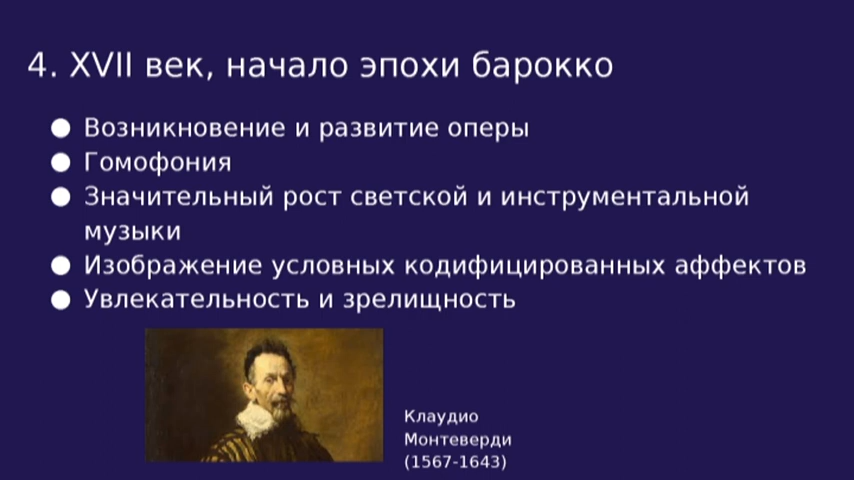 4. XVII век, начало эпохи барокко
● Возникновение и развитие оперы
● Гомофония
● Значительный рост светской и инструментальной
музыки
● Изображение условных кодифицированных аффектов
● Увлекательность и зрелищность
Клаудио
Монтеверди
(1567-1643)